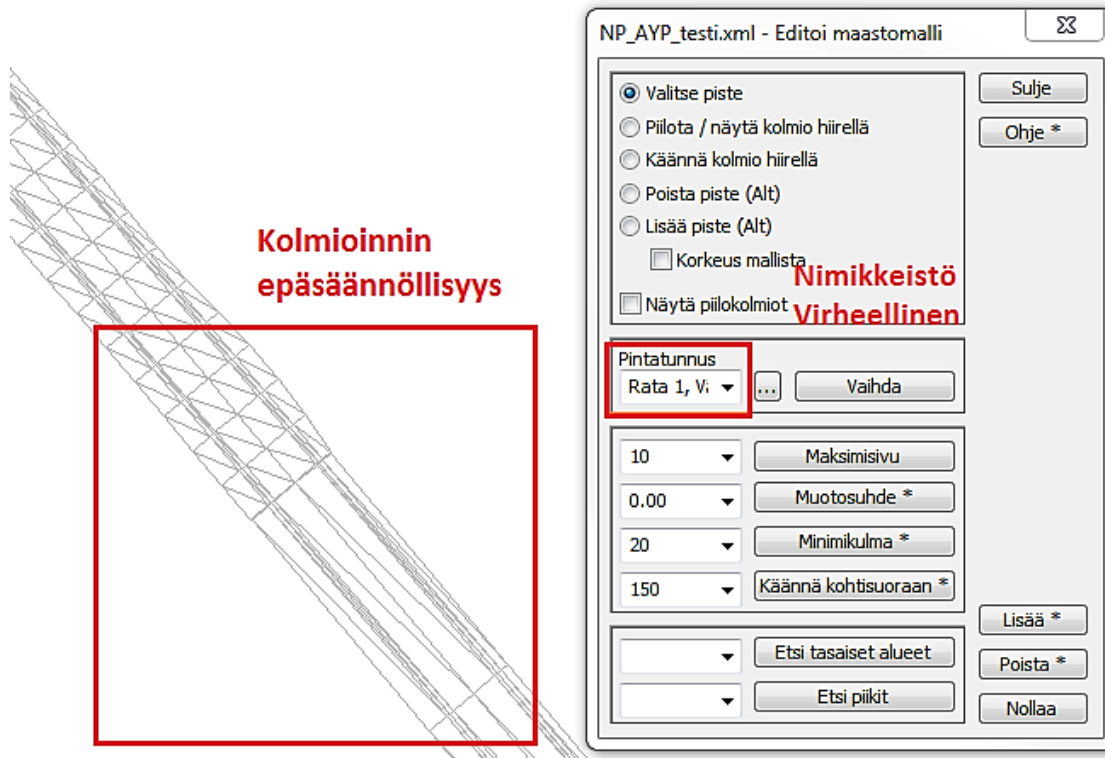 Kolmioinnin
epäsäännöllisyys
NP_AYP_testi.xml - Editoi maastomalli
Valitse piste
Piilota / näytä kolmio hiirellä
Käännä kolmio hiirellä
Poista piste (Alt)
Lisää piste (Alt)
Korkeus mallista
Näytä piilokolmiot
Nimikkeistö
Virheellinen
Sulje
Ohje *
Pintatunnus
Rata 1, Vä
...
Vaihda
10
Maksimisivu
0.00
Muotosuhde *
20
Minimikulma *
150
Käännä kohtisuoraan *
Etsi tasaiset alueet
Etsi piikit
Lisää *
Poista *
Nollaa